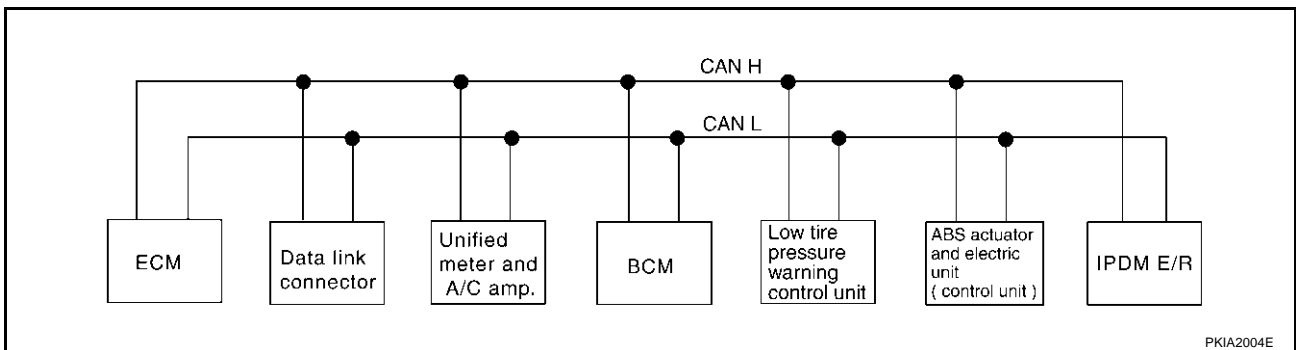 CAN H
CAN L
ECM
Data link
connector
Unified
meter and
A/C amp.
BCM
Low tire
pressure
warning
control unit
ABS actuator
and electric
unit
( control unit )
IPDM E/R
PKIA2004E